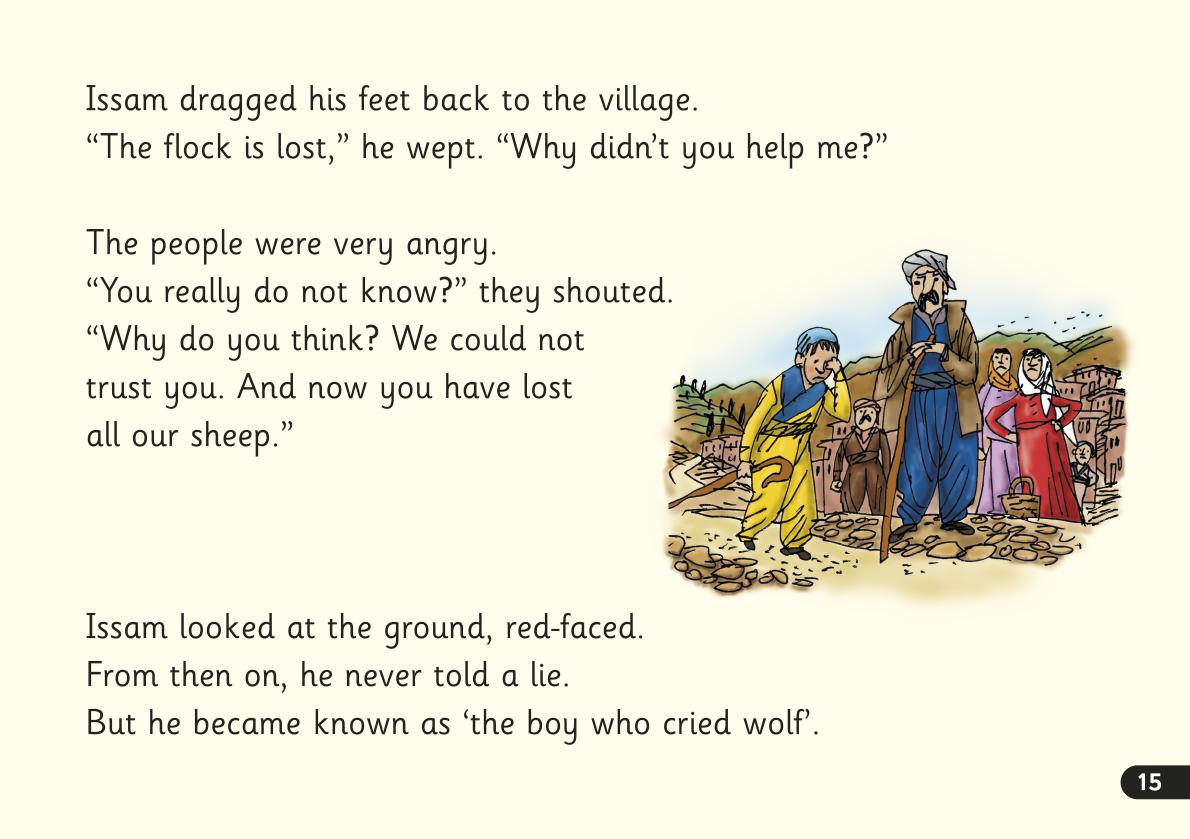 Issam dragged his feet back to the village.
“The flock is lost,” he wept. “Why didn’t you help me?”
The people were very angry.
“You really do not know?” they shouted.
“Why do you think? We could not
trust you. And now you have lost
all our sheep.”
Issam looked at the ground, red-faced.
From then on, he never told a lie.
But he became known as ‘the boy who cried wolf’.
15